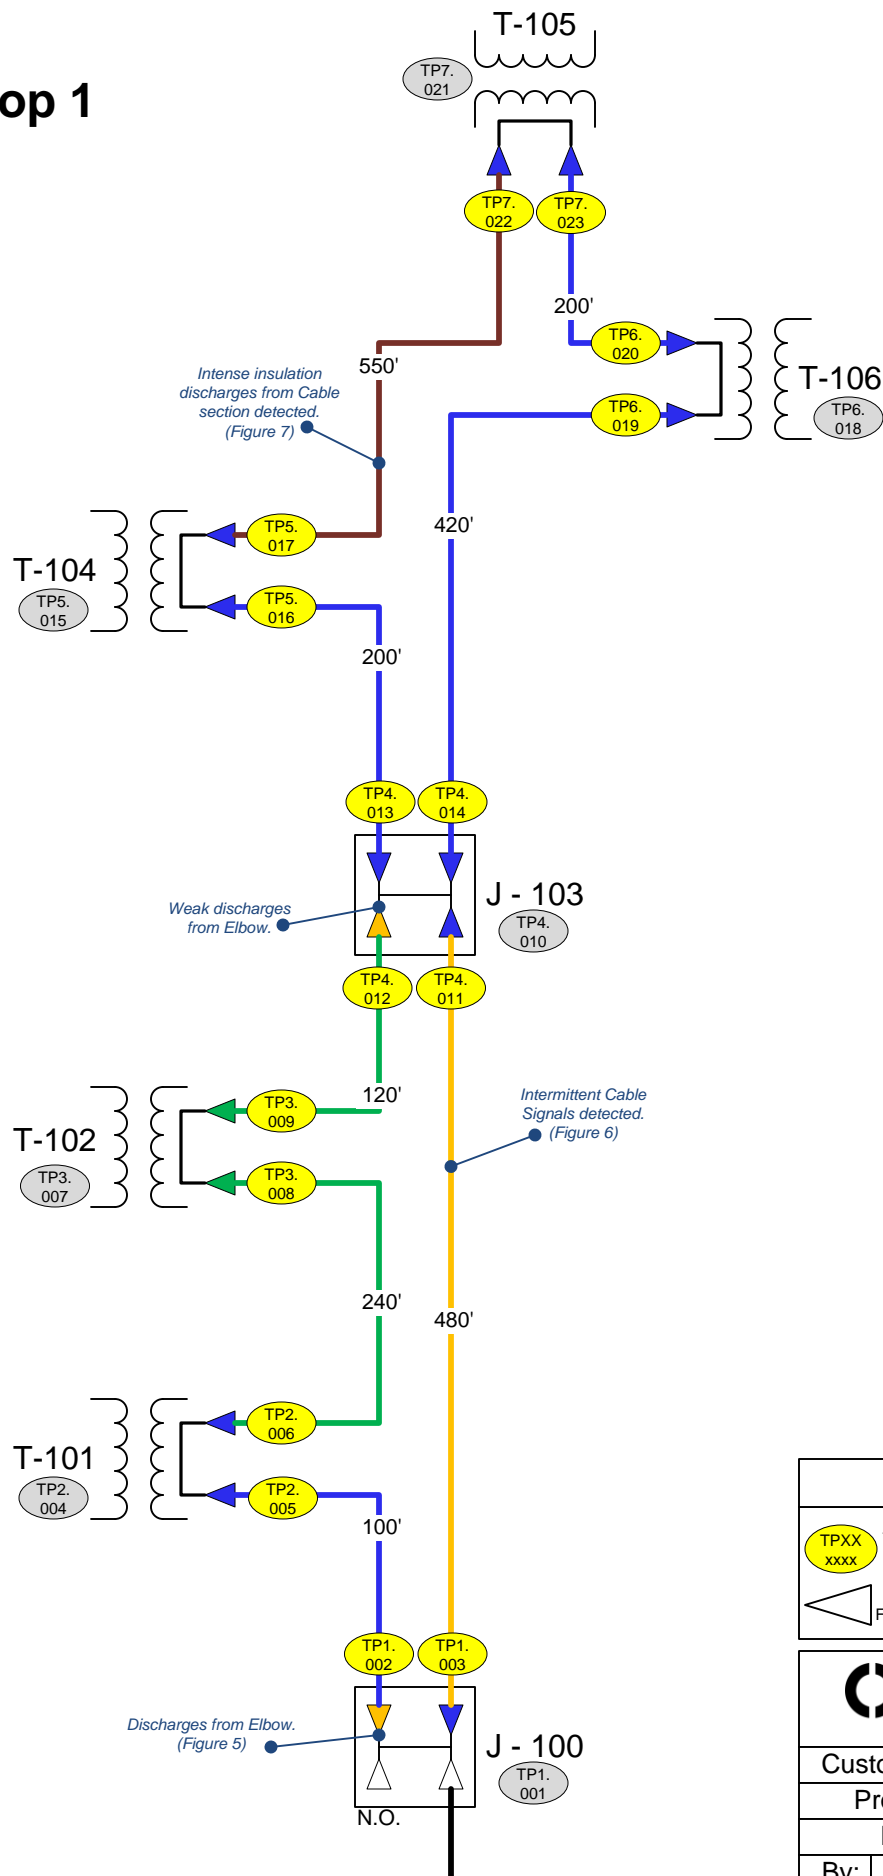 T-105
TP7.
021
op 1
TP7.
022
TP7.
023
200'
TP6.
020
550'
Intense insulation
discharges from Cable
section detected.
(Figure 7)
T-106
TP6.
018
TP6.
019
420'
TP5.
017
T-104
TP5.
015
TP5.
016
200'
TP4.
013
TP4.
014
J - 103
TP4.
010
Weak discharges
from Elbow.
TP4.
012
TP4.
011
120'
Intermittent Cable
Signals detected.
(Figure 6)
TP3.
009
T-102
TP3.
007
TP3.
008
240'
480'
TP2.
006
T-101
TP2.
004
TP2.
005
100'
TPXX
xxxx
F
TP1.
002
TP1.
003
Discharges from Elbow.
(Figure 5)
J - 100
TP1.
001
N.O.
Custo
Pro
By: